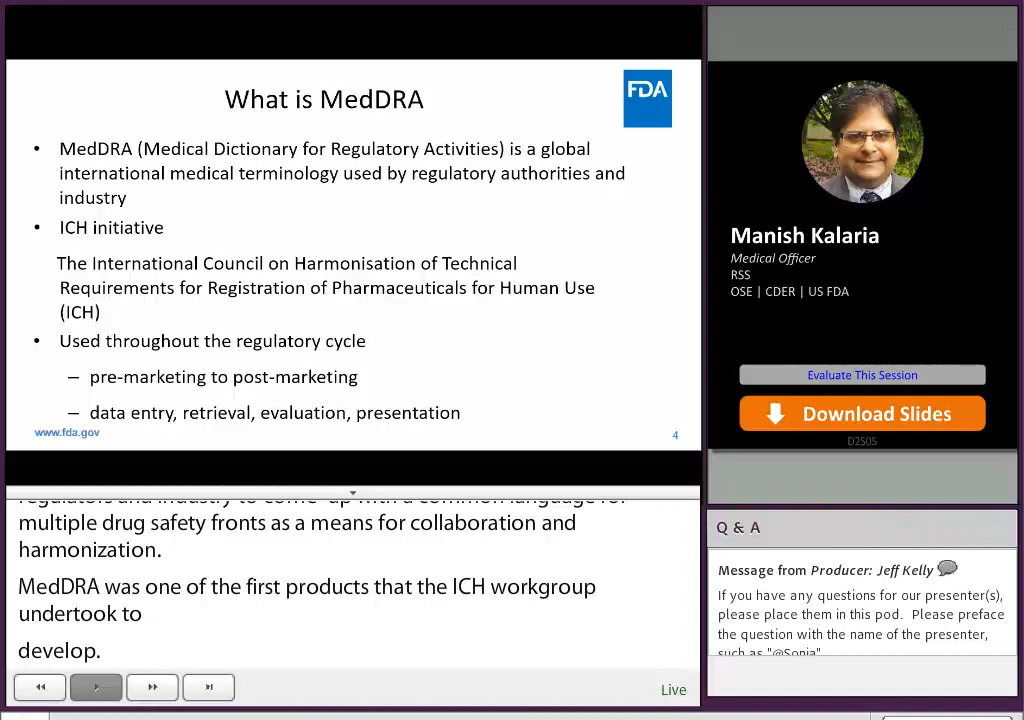 What is MedDRA
FDA
• MedDRA (Medical Dictionary for Regulatory Activities) is a global
international medical terminology used by regulatory authorities and
industry
• ICH initiative
The International Council on Harmonisation of Technical
Requirements for Registration of Pharmaceuticals for Human Use
(ICH)
• Used throughout the regulatory cycle
– pre-marketing to post-marketing
– data entry, retrieval, evaluation, presentation
www.fda.gov
4
regulators and industry to come up with a common language for
multiple drug safety fronts as a means for collaboration and
harmonization.
MedDRA was one of the first products that the ICH workgroup
undertook to
develop.
Live
Manish Kalaria
Medical Officer
RSS
OSE | CDER | US FDA
Evaluate This Session
Download Slides
D2S05
Q & A
Message from Producer: Jeff Kelly
If you have any questions for our presenter(s),
please place them in this pod. Please preface
the question with the name of the presenter,
such as "@Sonja"